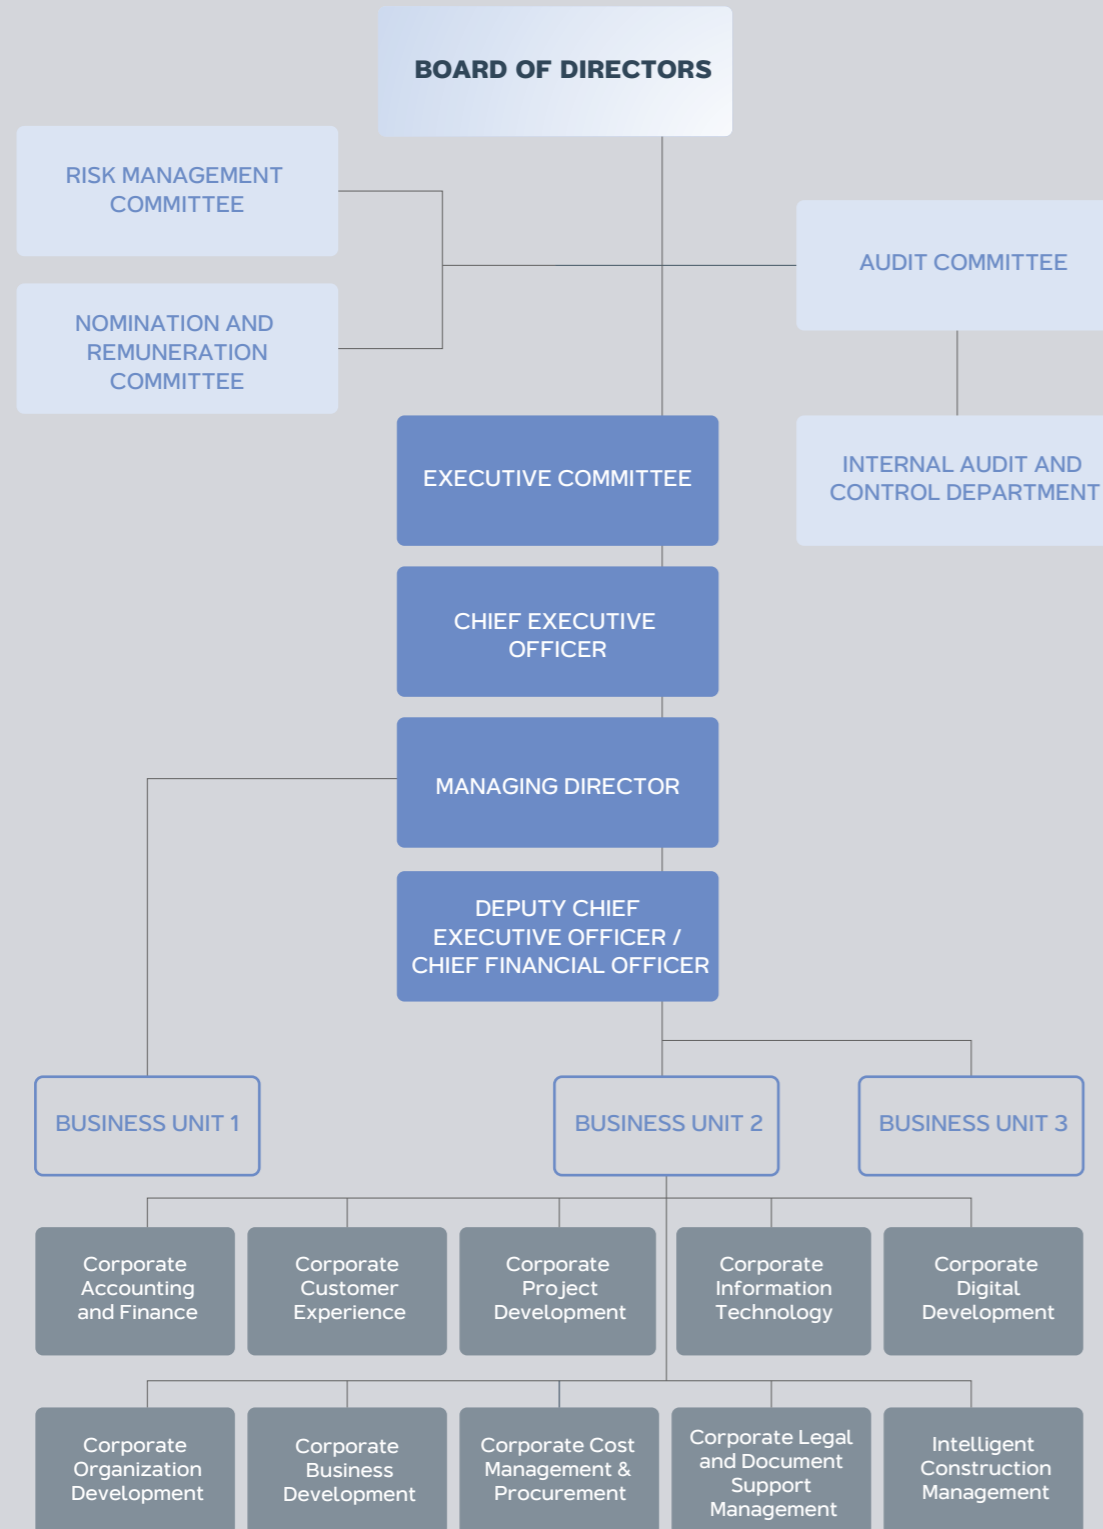 BOARD OF DIRECTORS
RISK MANAGEMENT
COMMITTEE
AUDIT COMMITTEE
NOMINATION AND
REMUNERATION
COMMITTEE
EXECUTIVE COMMITTEE
INTERNAL AUDIT AND
CONTROL DEPARTMENT
CHIEF EXECUTIVE
OFFICER
MANAGING DIRECTOR
DEPUTY CHIEF
EXECUTIVE OFFICER /
CHIEF FINANCIAL OFFICER
BUSINESS UNIT 1
BUSINESS UNIT 2
BUSINESS UNIT 3
Corporate
Accounting
and Finance
Corporate
Customer
Experience
Corporate
Project
Development
Corporate
Information
Technology
Corporate
Digital
Development
Corporate
Organization
Development
Corporate
Business
Development
Corporate Cost
Management &
Procurement
Corporate Legal
and Document
Support
Management
Intelligent
Construction
Management